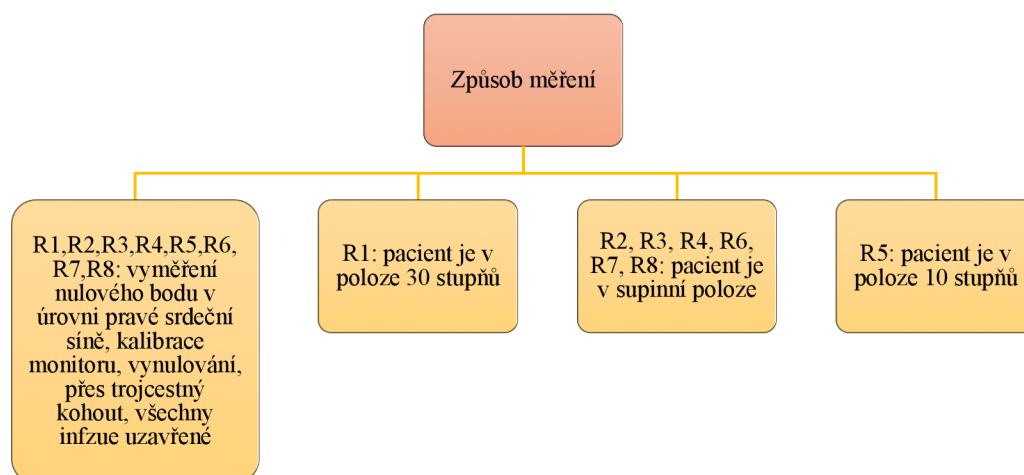 Způsob měření
R1,R2,R3,R4,R5,R6,
R7,R8: vyměření
nulového bodu v
úrovni pravé srdeční
síně, kalibrace
monitoru, vynulování,
přes trojcestný
kohout, všechny
infzue uzavřené
R1: pacient je v
poloze 30 stupňů
R2, R3, R4, R6,
R7, R8: pacient je
v supinní poloze
R5: pacient je v
poloze 10 stupňů